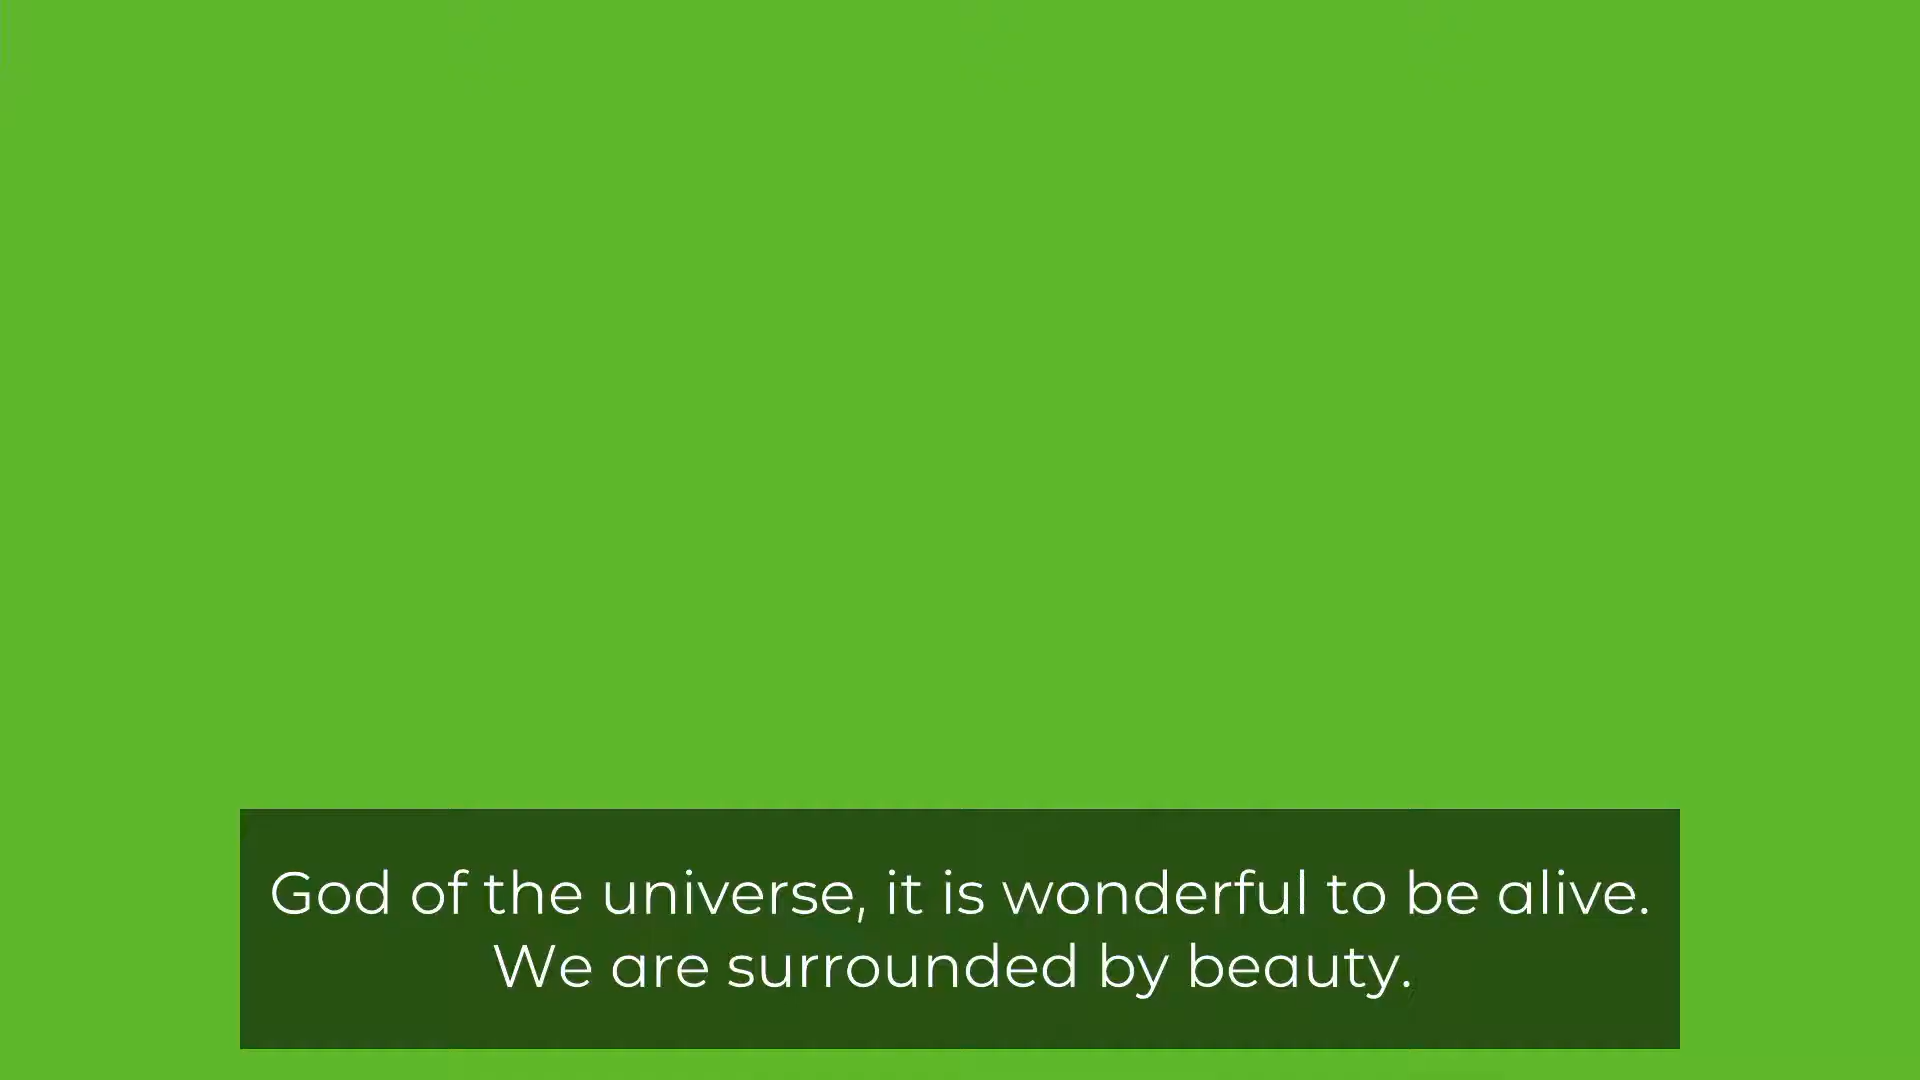 God of the universe, it is wonderful to be alive.
We are surrounded by beauty.